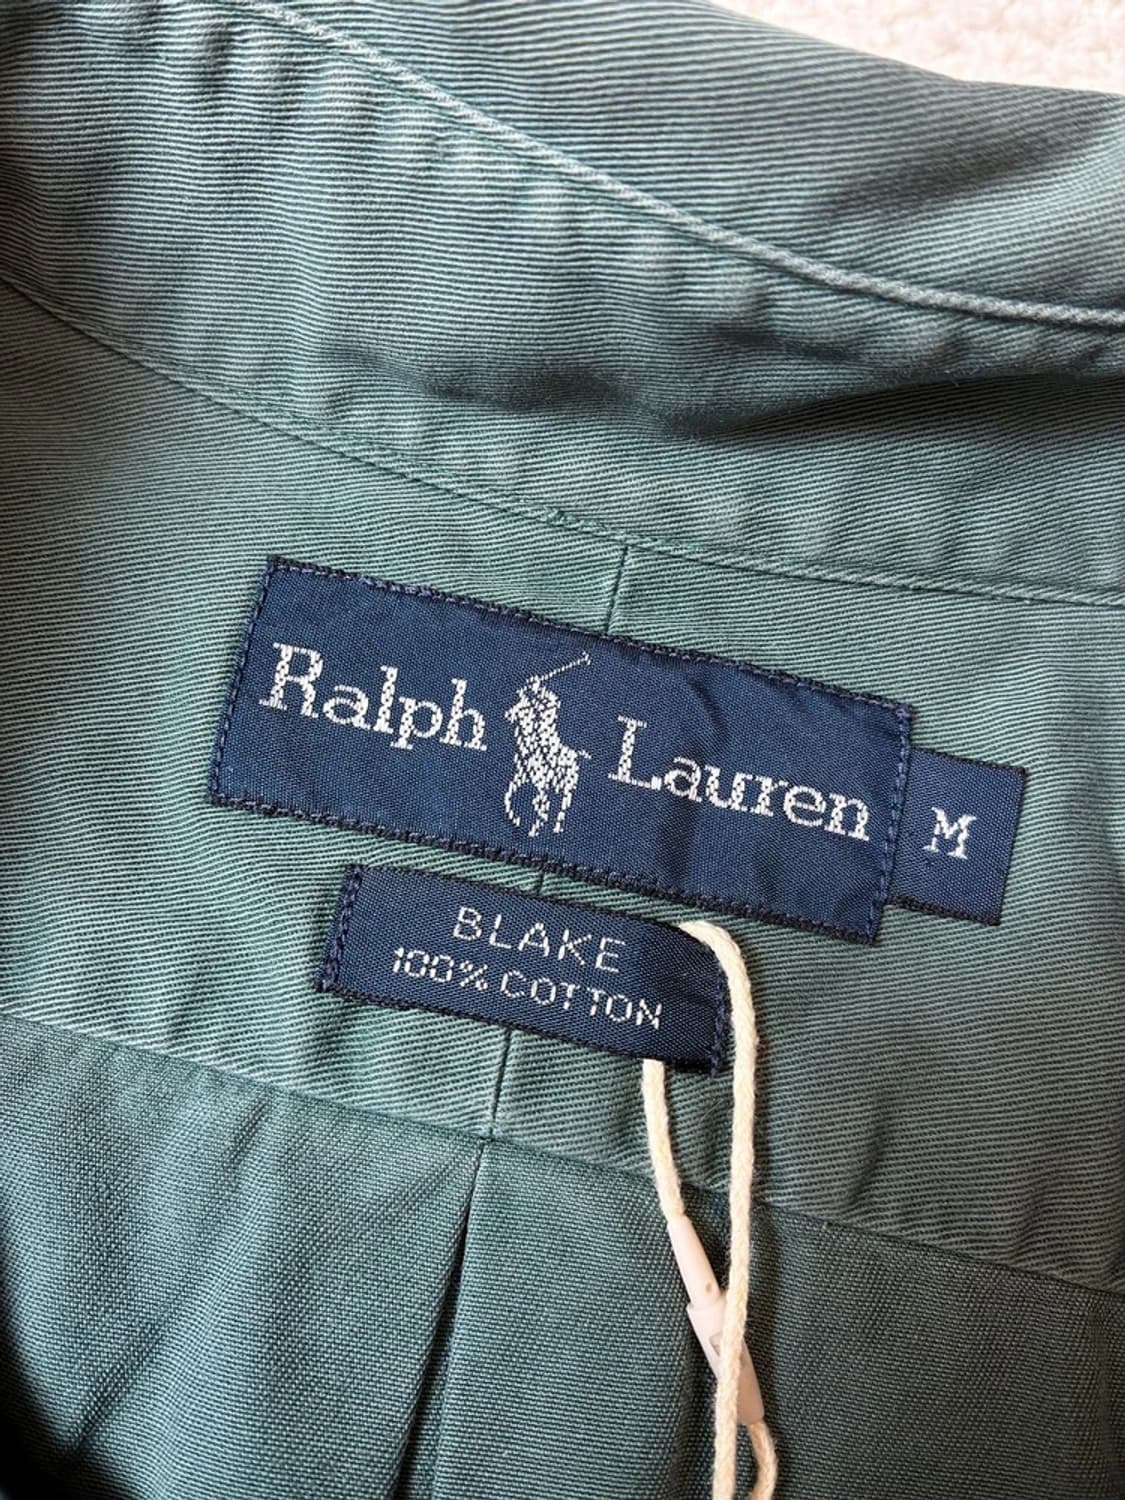 Ralph Lauren
M
BLAKE
100% COTTON